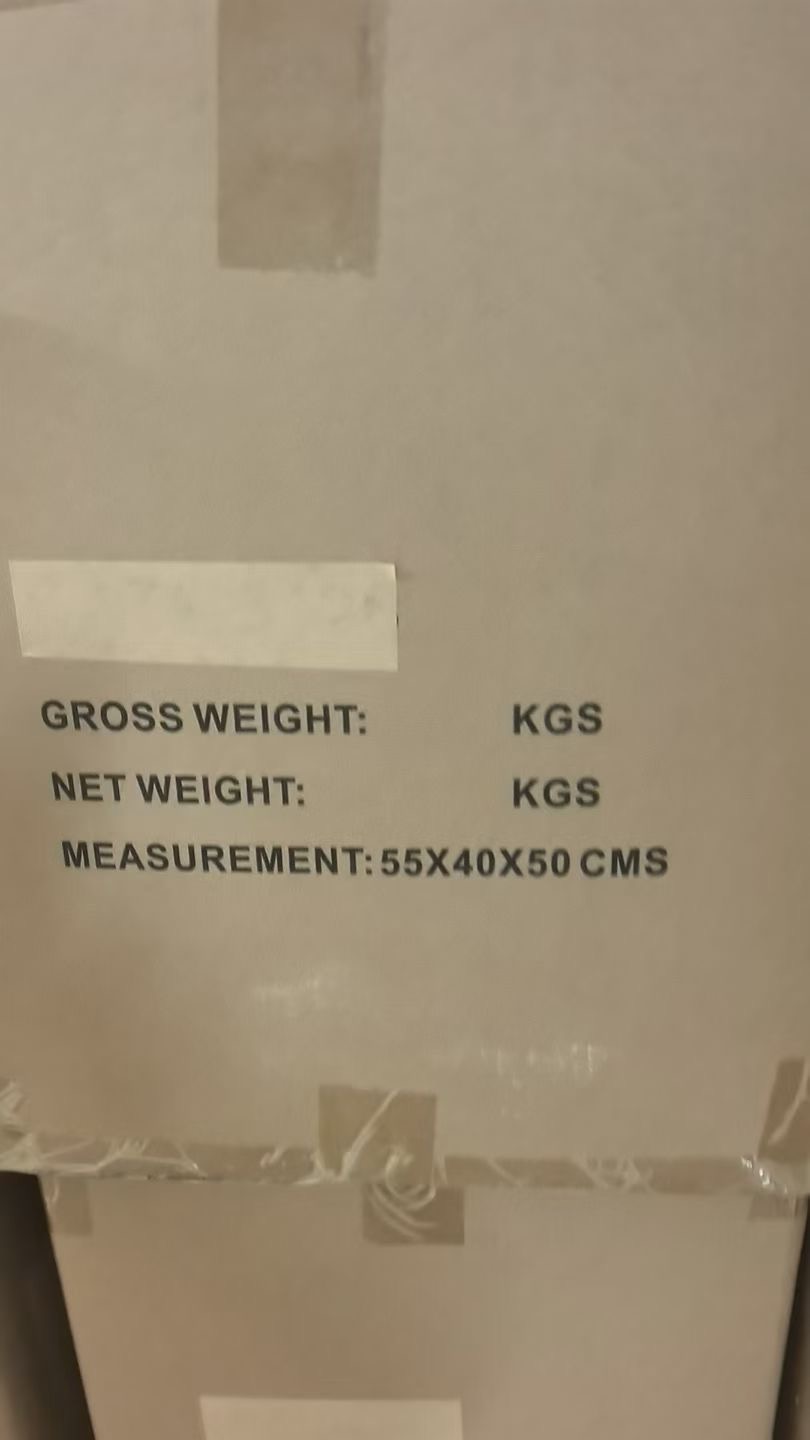 GROSS WEIGHT: KGS
NET WEIGHT: KGS
MEASUREMENT: 55X40X50 CMS